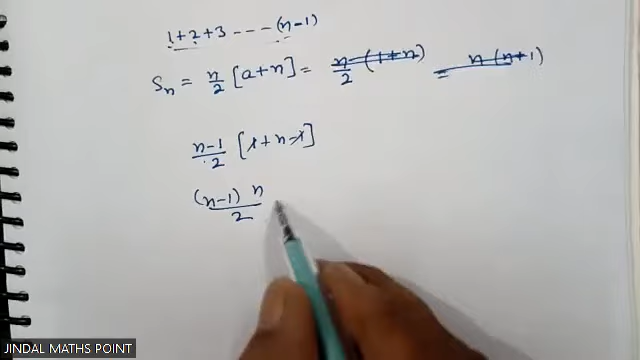 1+2+3 --- (n-1)
Sn = n/2 [a+n] = n/2 (1+n) = n(n+1)
n-1/2 [1+n-1]
(n-1) n/2
JINDAL MATHS POINT